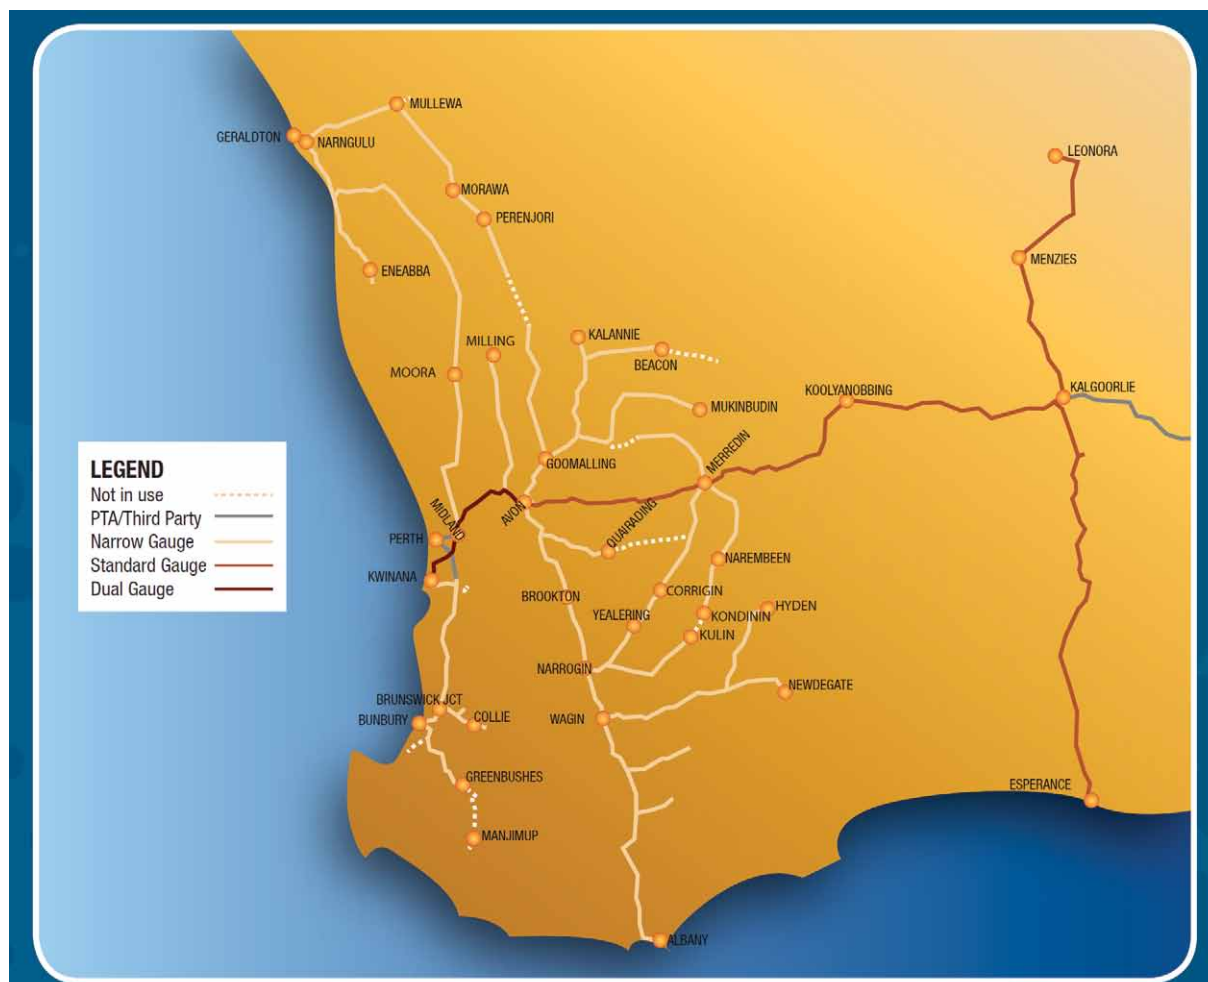 MULLEWA
GERALDTON
NARNGULU
LEONORA
MORAWA
PERENJORI
MENZIES
ENEABBA
KALANNIE
MILLING
BEACON
MOORA
KALGOORLIE
KOOLYANOBBING
MUKINBUDIN
MERREDIN
GOOMALLING
LEGEND
Not in use
PTA/Third Party
Narrow Gauge
Standard Gauge
Dual Gauge
MIDLAND
AVON
QUAIRADING
PERTH
NAREMBEEN
KWINANA
BROOKTON
CORRIGIN
HYDEN
YEALERING
KONDININ
KULIN
NARROGIN
NEWDEGATE
BRUNSWICK JCT
BUNBURY
COLLIE
WAGIN
GREENBUSHES
ESPERANCE
MANJIMUP
ALBANY